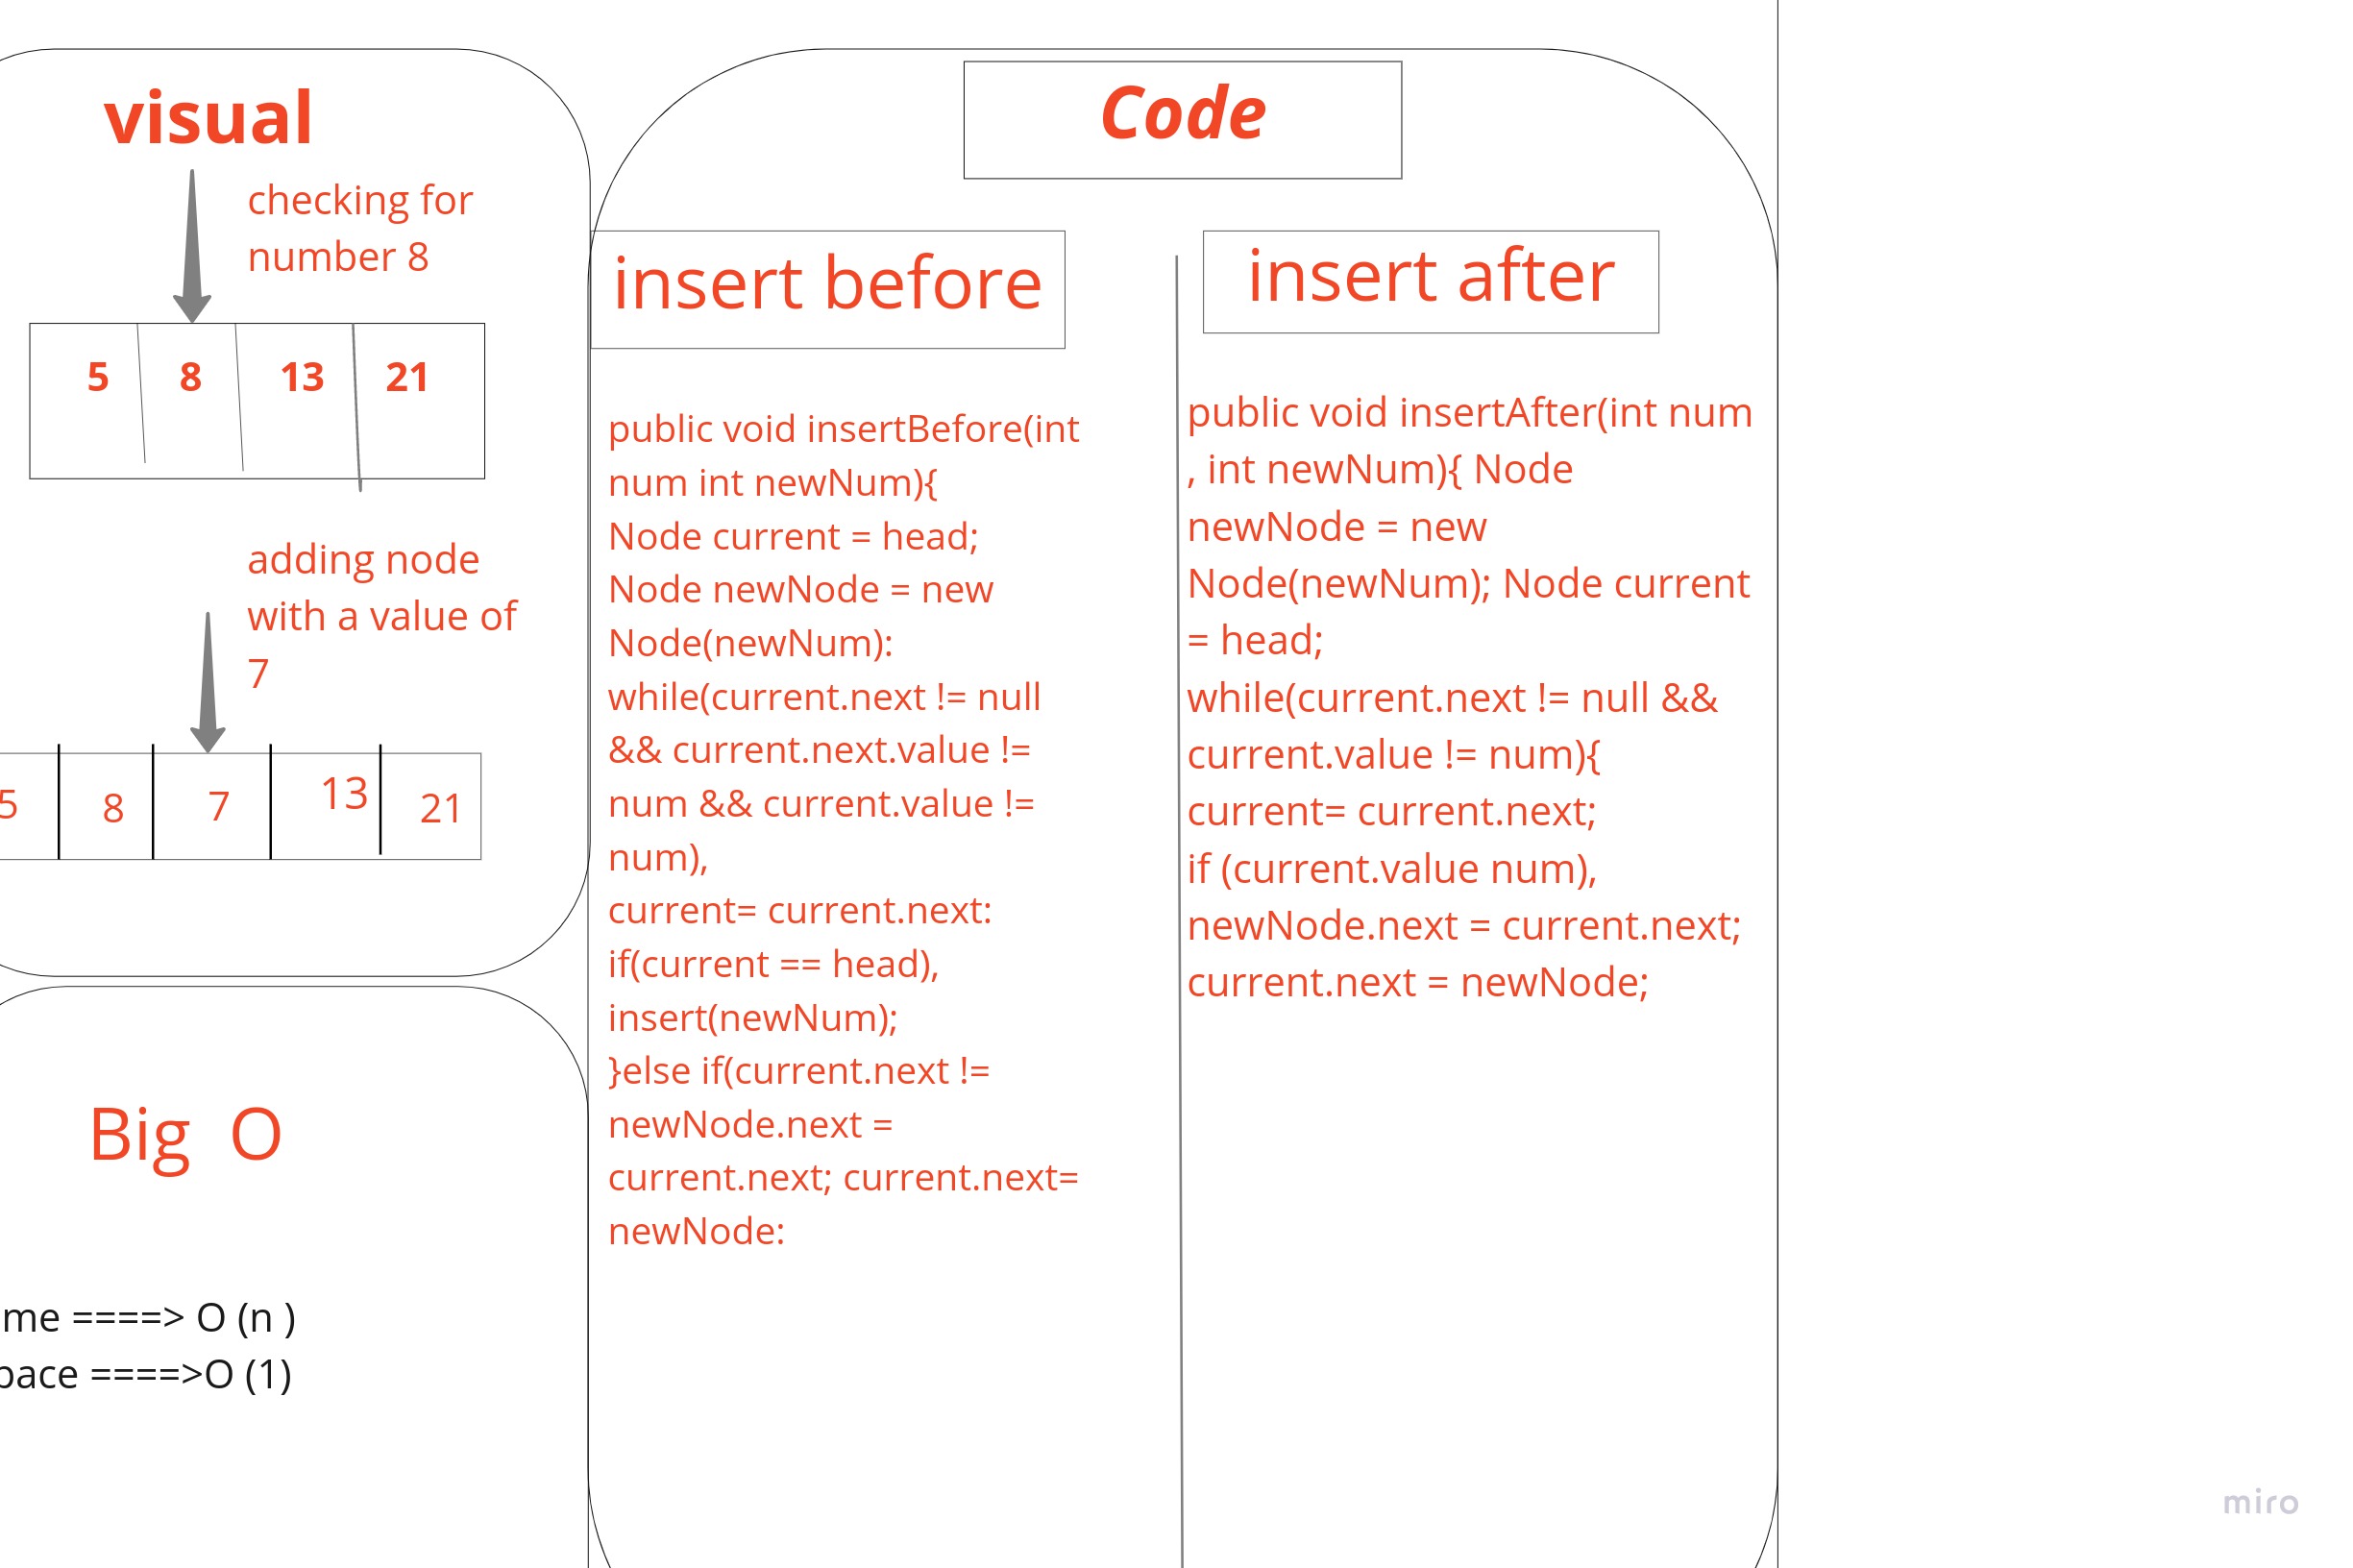 visual
checking for
number 8
5 8 13 21
adding node
with a value of
7
5 8 7 13 21
Big O
me ====> O (n )
pace ====>O (1)
Code
insert before
public void insertBefore(int
num int newNum){
Node current = head;
Node newNode = new
Node(newNum):
while(current.next != null
&& current.next.value !=
num && current.value !=
num),
current= current.next:
if(current == head),
insert(newNum);
}else if(current.next !=
newNode.next =
current.next; current.next=
newNode:
insert after
public void insertAfter(int num
, int newNum){ Node
newNode = new
Node(newNum); Node current
= head;
while(current.next != null &&
current.value != num){
current= current.next;
if (current.value num),
newNode.next = current.next;
current.next = newNode;
miro